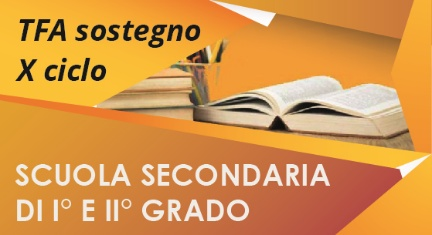 TFA sostegno
X ciclo
SCUOLA SECONDARIA
DI I° E II° GRADO